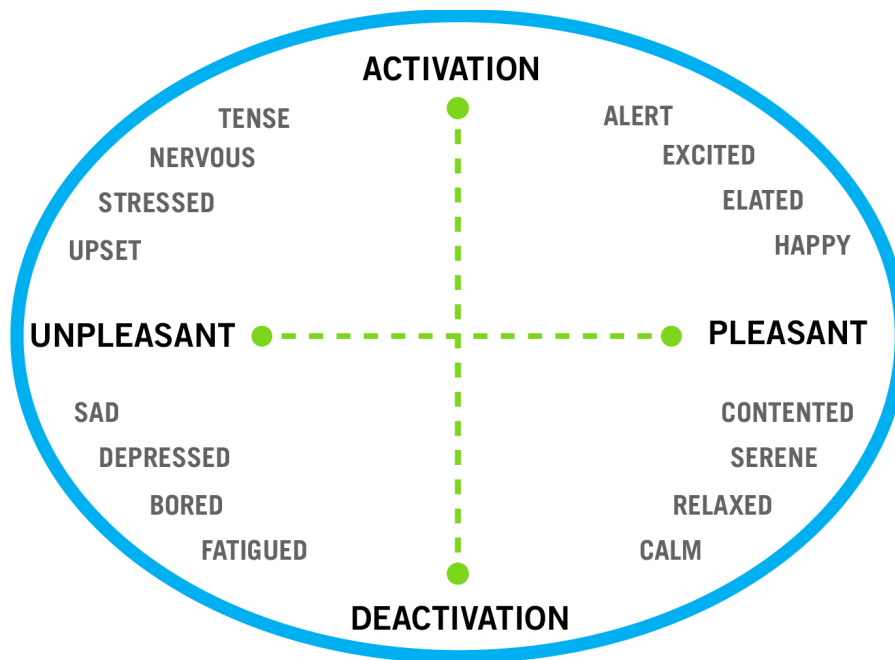 ACTIVATION
TENSE
ALERT
NERVOUS
EXCITED
STRESSED
ELATED
UPSET
HAPPY
UNPLEASANT
PLEASANT
SAD
CONTENTED
DEPRESSED
SERENE
BORED
RELAXED
FATIGUED
CALM
DEACTIVATION